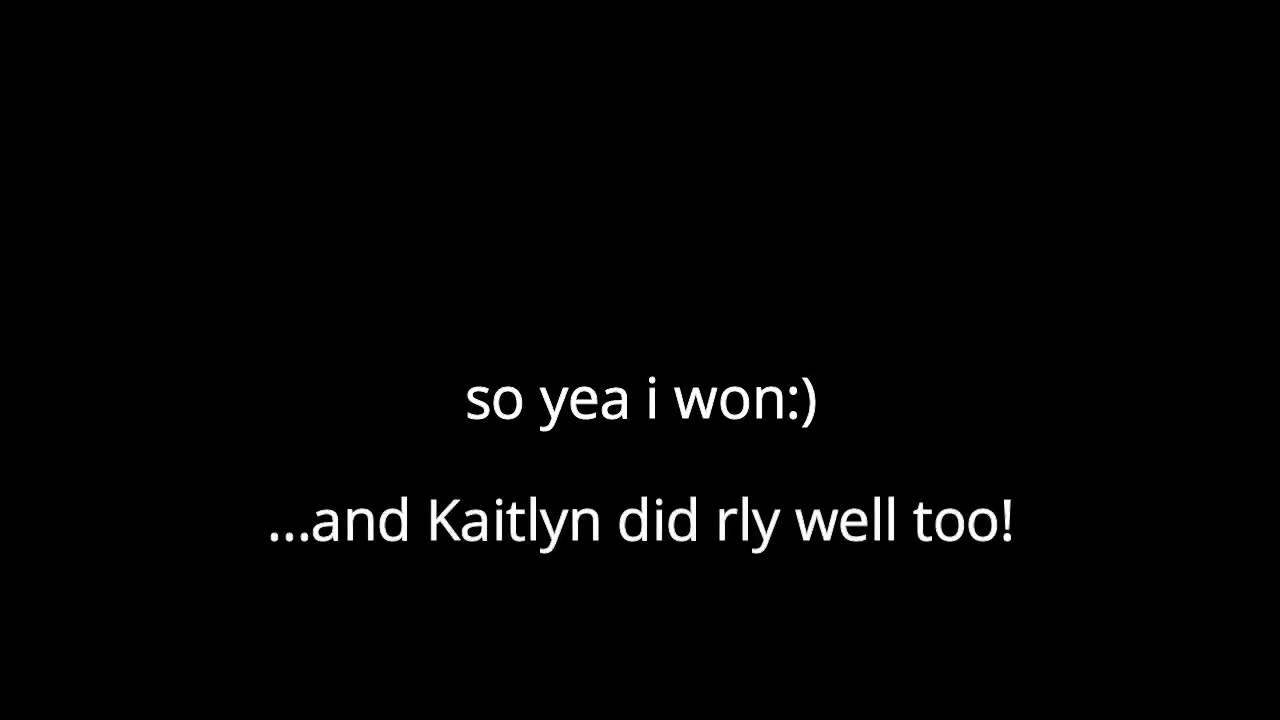 so yea i won:)
...and Kaitlyn did rly well too!